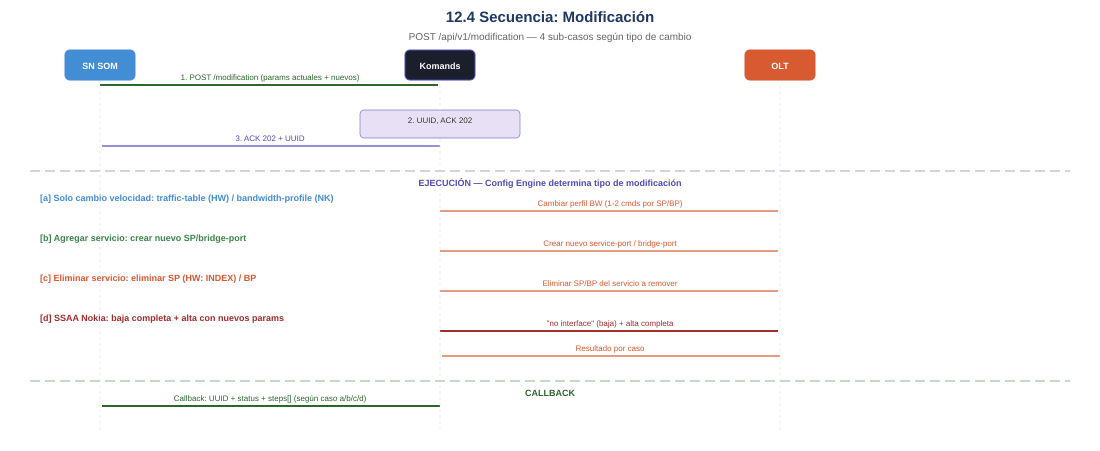 12.4 Secuencia: Modificación
POST /api/v1/modification — 4 sub-casos según tipo de cambio
SN SOM
Komands
OLT
1. POST /modification (params actuales + nuevos)
2. UUID, ACK 202
3. ACK 202 + UUID
EJECUCIÓN — Config Engine determina tipo de modificación
[a] Solo cambio velocidad: traffic-table (HW) / bandwidth-profile (NK)
Cambiar perfil BW (1-2 cmds por SP/BP)
[b] Agregar servicio: crear nuevo SP/bridge-port
Crear nuevo service-port / bridge-port
[c] Eliminar servicio: eliminar SP (HW: INDEX) / BP
Eliminar SP/BP del servicio a remover
[d] SSAA Nokia: baja completa + alta con nuevos params
"no interface" (baja) + alta completa
Resultado por caso
CALLBACK
Callback: UUID + status + steps[] (según caso a/b/c/d)